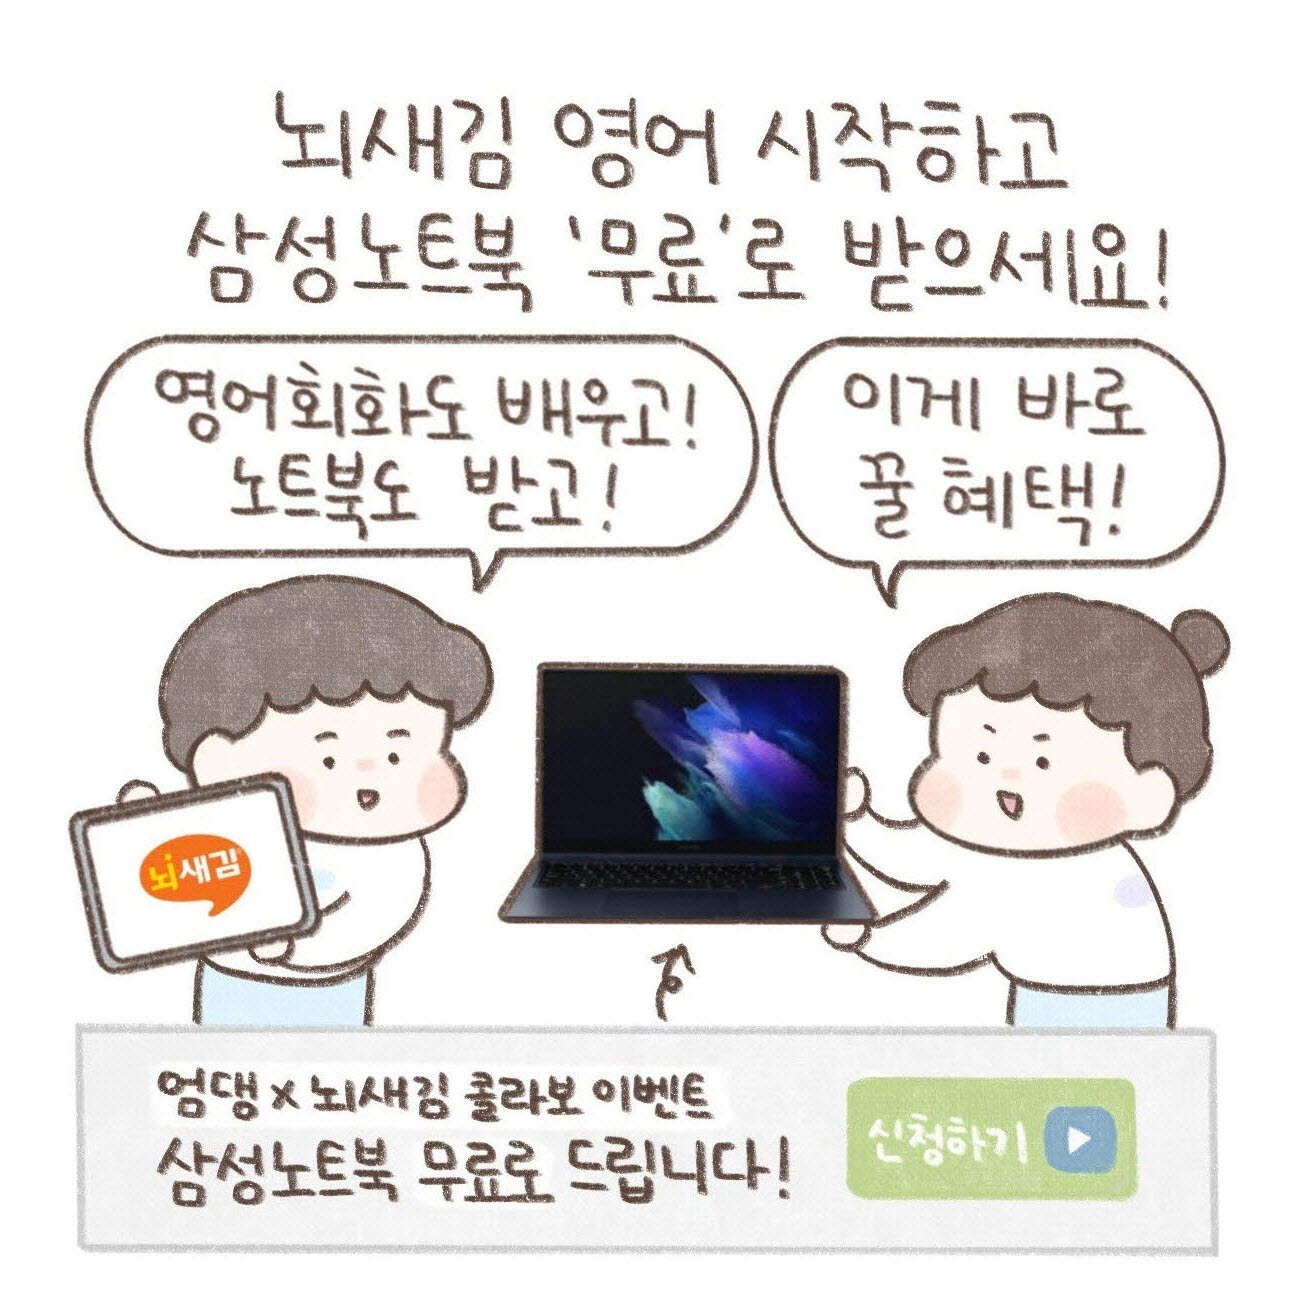 뇌새김 영어 시작하고
삼성노트북 '무료'로 받으세요!
영어회화도 배우고!
노트북도 받고!
이게 바로
꿀 혜택!
뇌새김
엄댕 x 뇌새김 콜라보 이벤트
삼성노트북 무료로 드립니다!
신청하기